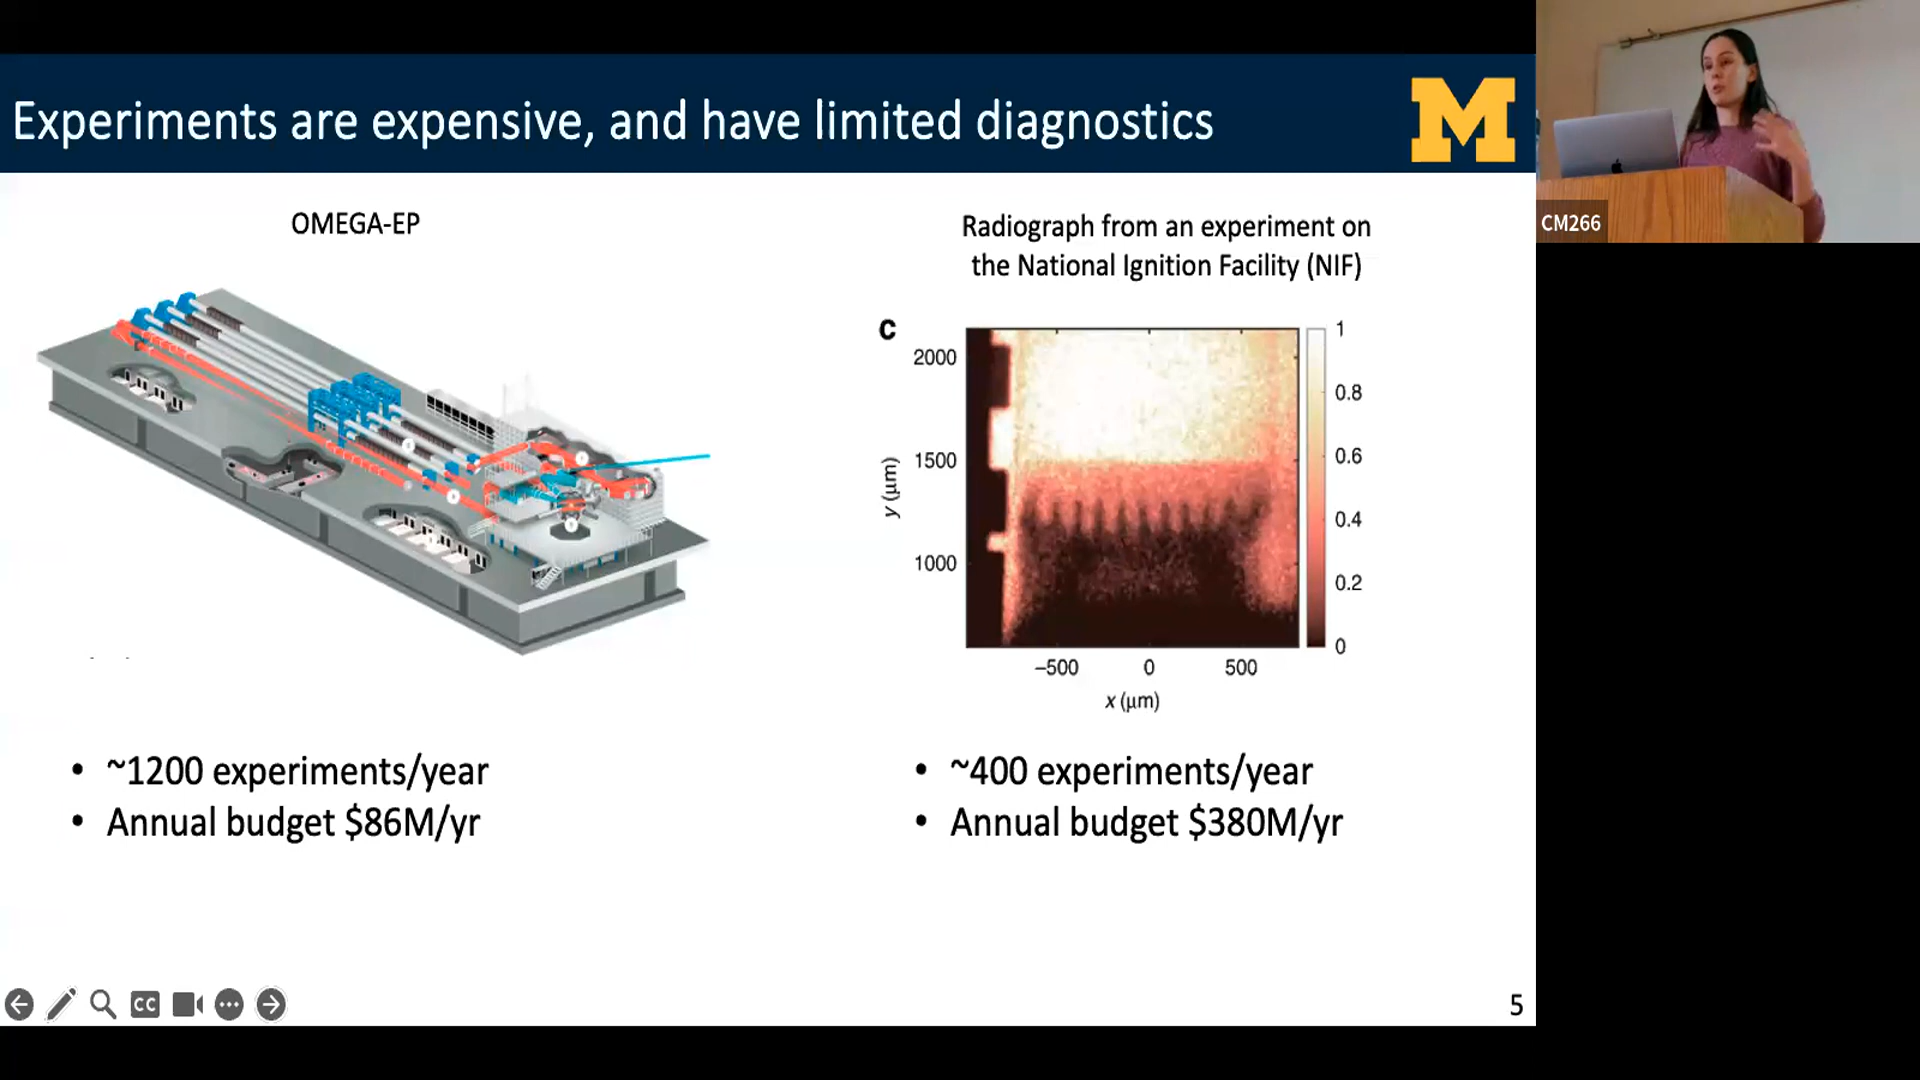 Experiments are expensive, and have limited diagnostics
M
CM266
OMEGA-EP
Radiograph from an experiment on
the National Ignition Facility (NIF)
c
2000
1500
1000
y (μm)
-500
0
500
x (μm)
1
0.8
0.6
0.4
0.2
0
• ~1200 experiments/year
• Annual budget $86M/yr
• ~400 experiments/year
• Annual budget $380M/yr
CC
5